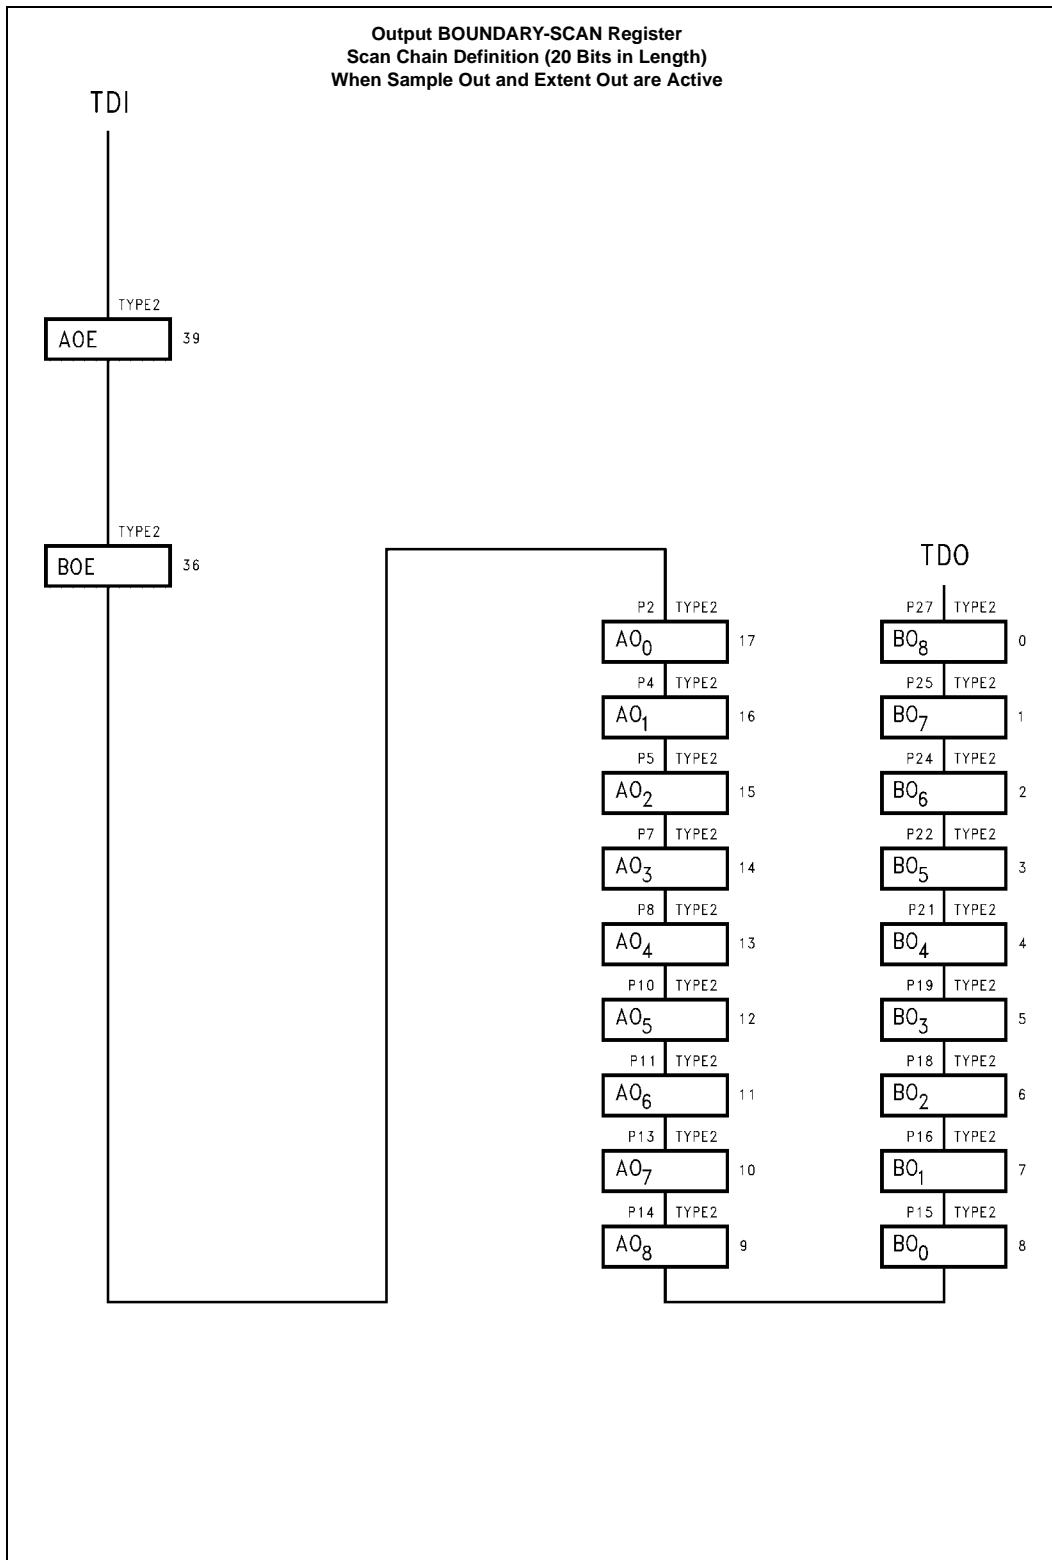 Output BOUNDARY-SCAN Register
Scan Chain Definition (20 Bits in Length)
When Sample Out and Extent Out are Active
TDI
TYPE2
AOE 39
TYPE2
BOE 36
TDO
P2 TYPE2 P27 TYPE2
AO0 17 BO8 0
P4 TYPE2 P25 TYPE2
AO1 16 BO7 1
P5 TYPE2 P24 TYPE2
AO2 15 BO6 2
P7 TYPE2 P22 TYPE2
AO3 14 BO5 3
P8 TYPE2 P21 TYPE2
AO4 13 BO4 4
P10 TYPE2 P19 TYPE2
AO5 12 BO3 5
P11 TYPE2 P18 TYPE2
AO6 11 BO2 6
P13 TYPE2 P16 TYPE2
AO7 10 BO1 7
P14 TYPE2 P15 TYPE2
AO8 9 BO0 8